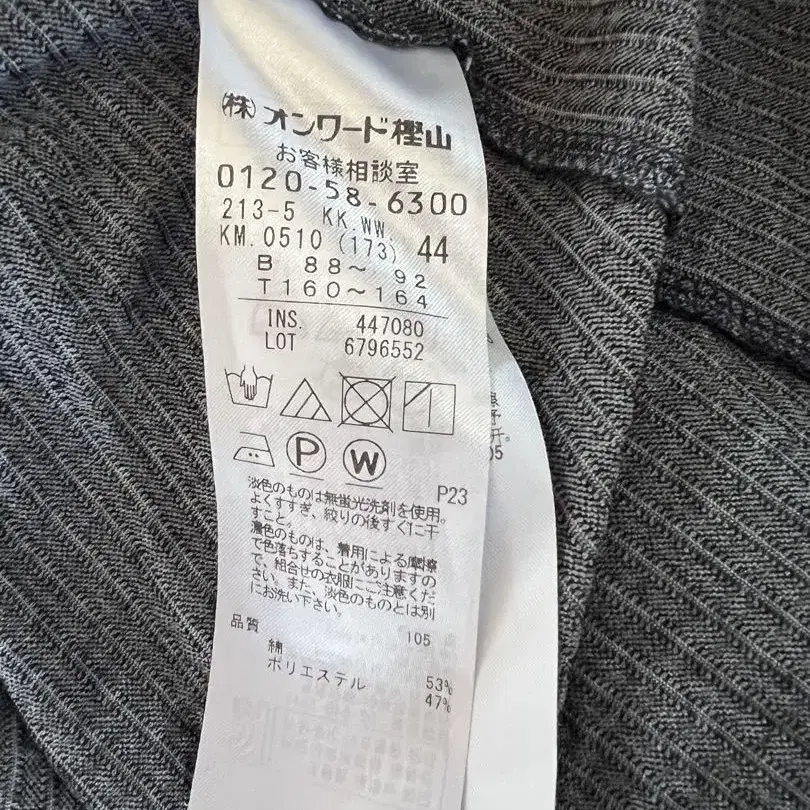 ㈱オンワード樫山
お客様相談室
0120-58-6300
213-5 KK.WW
KM.0510 (173) 44
B 88～ 92
T160～164
INS. 447080
LOT 6796552
P
W
P23
淡色のものは無蛍光洗剤を使用。
よくすすぎ、絞りの後すぐに干
すこと。
濃色のものは、着用による摩擦
で色落ちすることがありますの
で、組合せの衣服にご注意くだ
さい。また、淡色のものとは別
にお洗い下さい。
105
品質
綿 53%
ポリエステル 47%